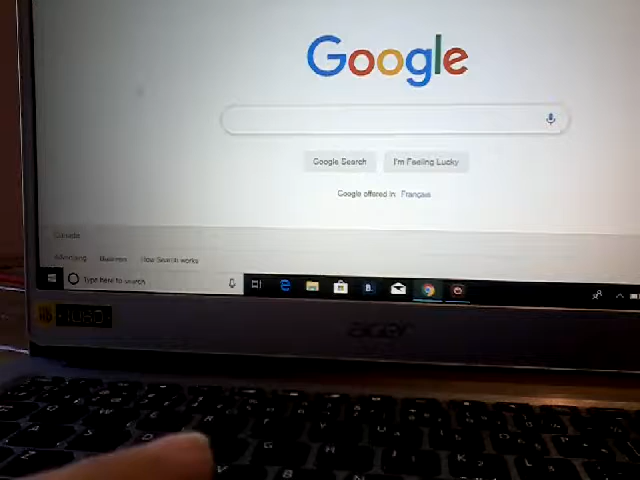 Google
Google Search I'm Feeling Lucky
Google offered in: Français
Canada
Advertising Business How Search works
Type here to search
acer